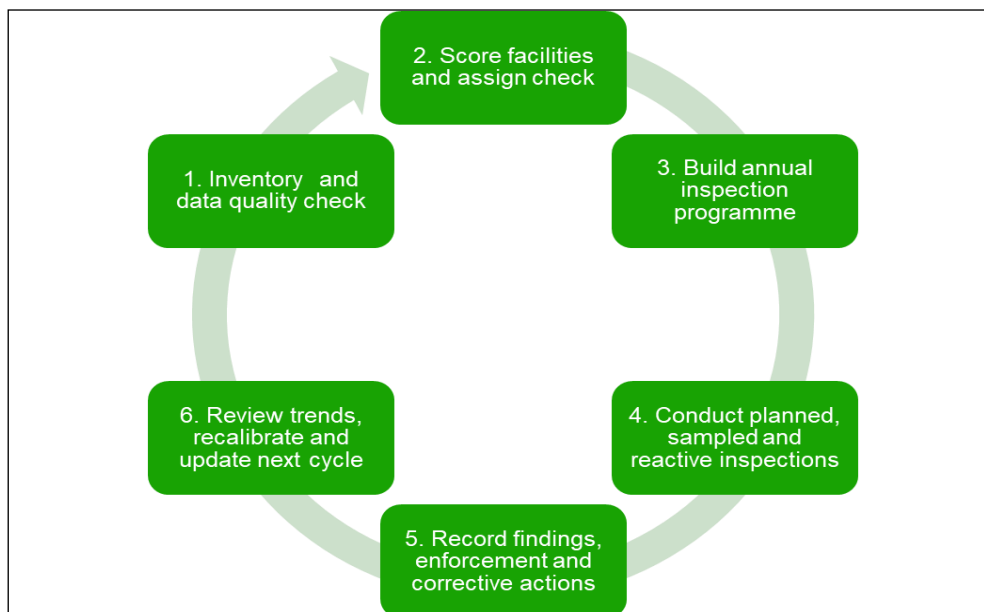 1. Inventory and
data quality check
2. Score facilities
and assign check
3. Build annual
inspection
programme
4. Conduct planned,
sampled and
reactive inspections
5. Record findings,
enforcement and
corrective actions
6. Review trends,
recalibrate and
update next cycle